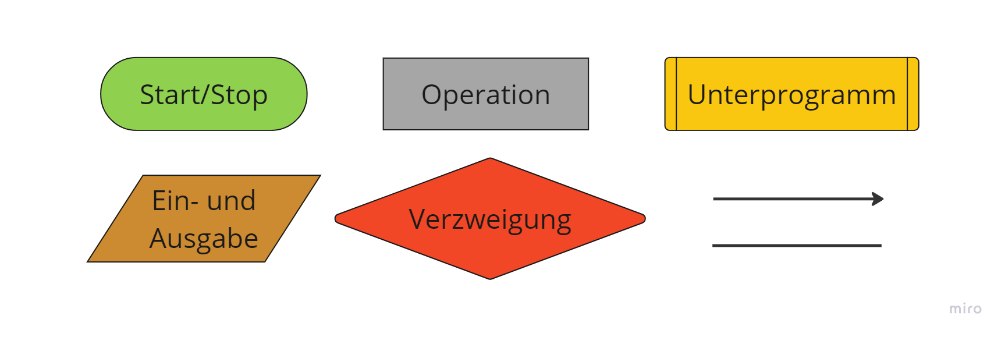 Start/Stop
Operation
Unterprogramm
Ein- und
Ausgabe
Verzweigung
miro